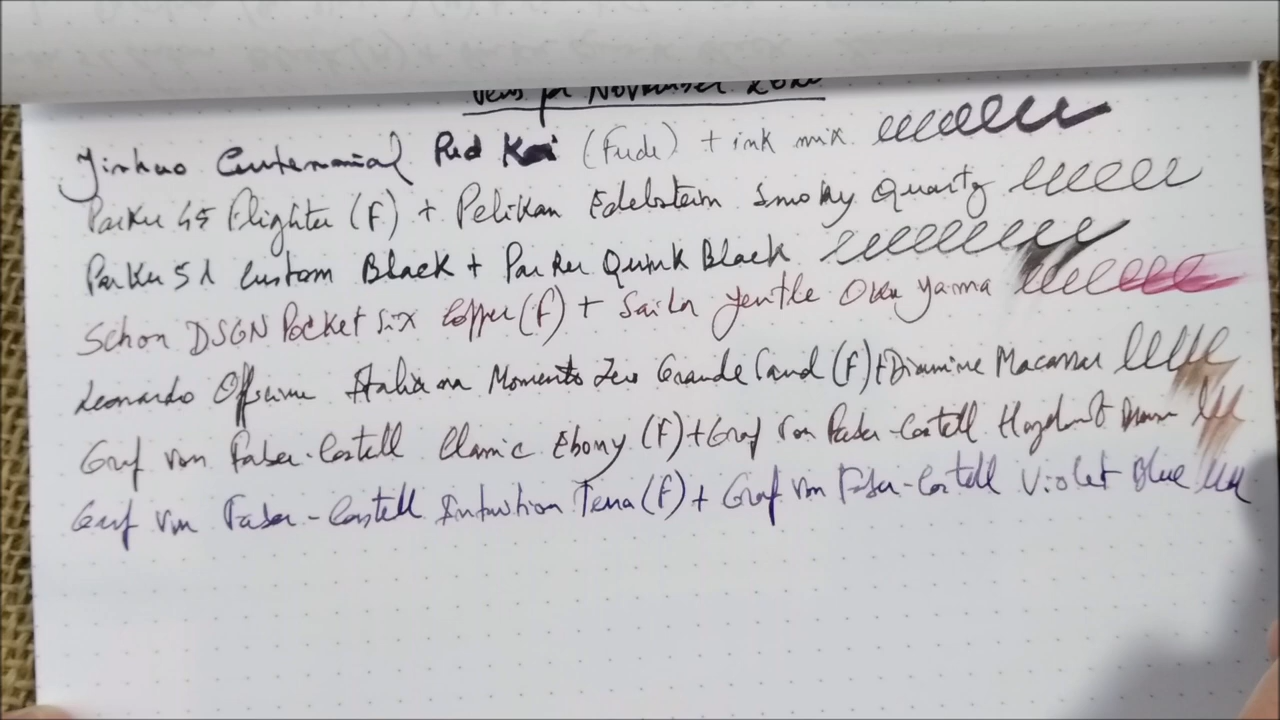 Pens for November 202
Jinhao Centennial Red Koi (Fude) + ink mix
Parker 45 Flighter (F) + Pelikan Edelstein Smoky Quartz
Parker 51 Custom Black + Parker Quink Black
Schon DSGN Pocket Six Copper (F) + Sailor Jentle Oku yama
Leonardo Officina Italiana Momento Zero Grande Cand (F) + Diamine Macassar
Graf von Faber-Castell Classic Ebony (F) + Graf von Faber-Castell Hazelnut Brown
Graf von Faber-Castell Intuition Terra (F) + Graf von Faber-Castell Violet Blue